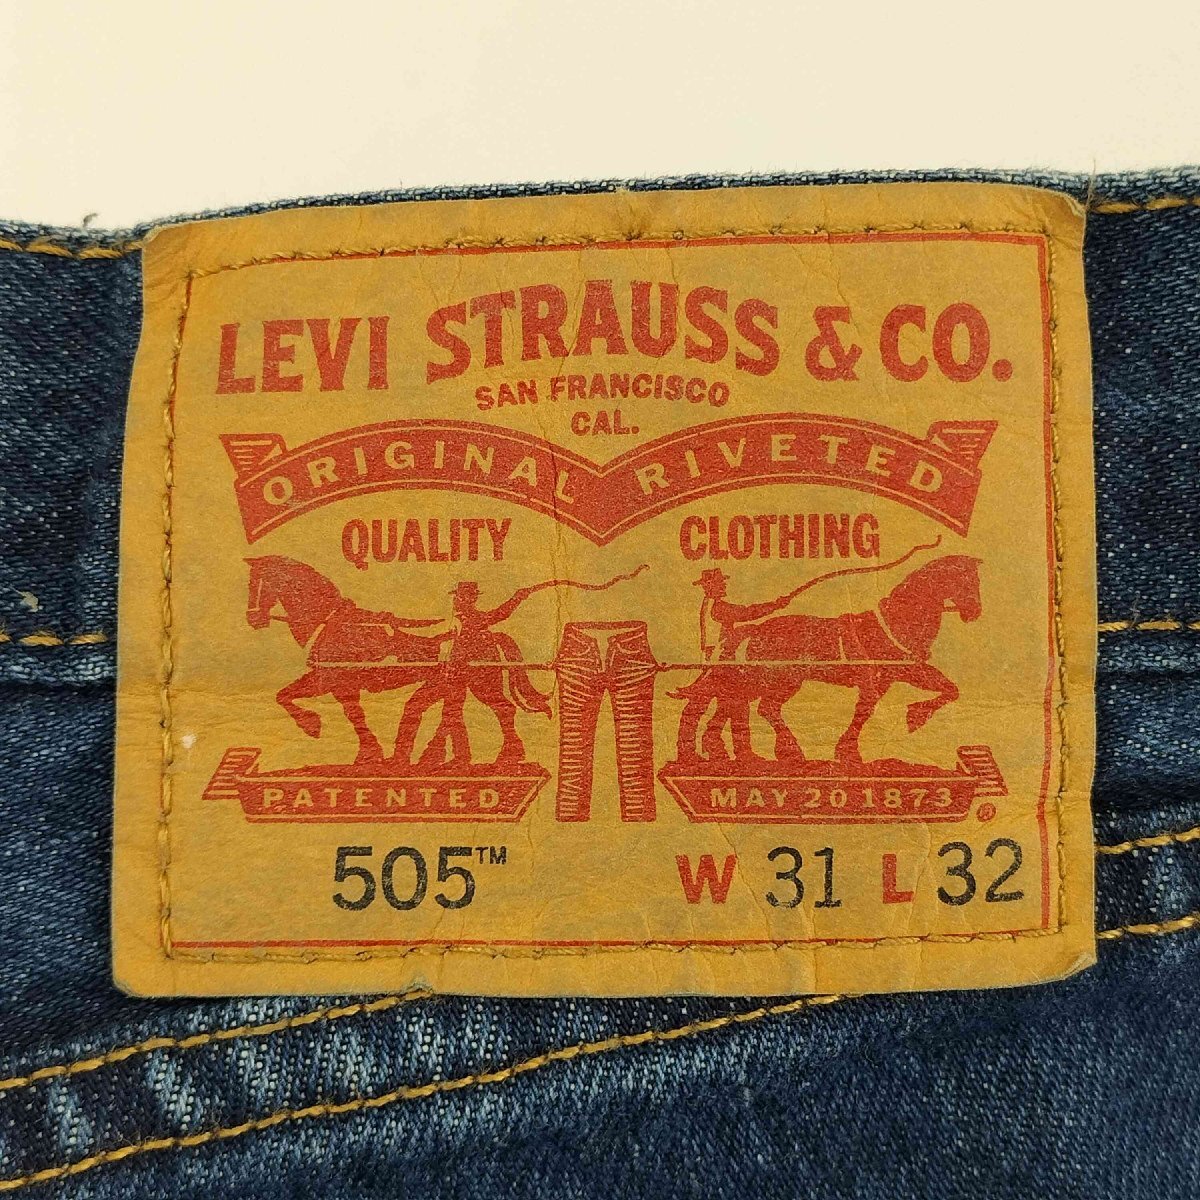 LEVI STRAUSS & CO.
SAN FRANCISCO
CAL.
ORIGINAL RIVETED
QUALITY CLOTHING
PATENTED MAY 20 1873 ®
505™ W 31 L 32